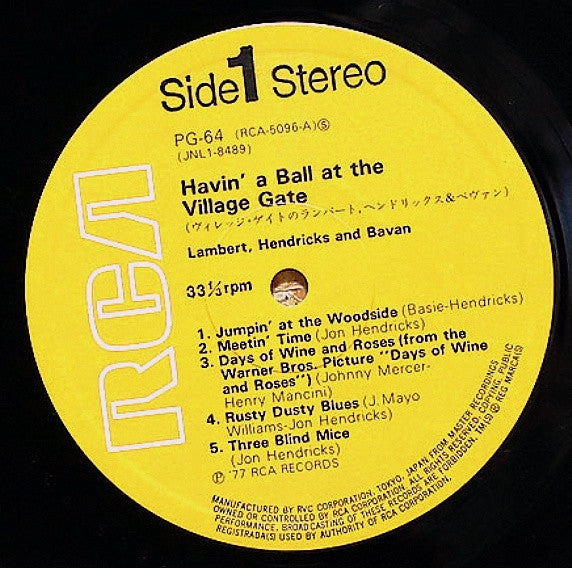 Side 1 Stereo
PG-64 (RCA-5096-A)Ⓢ
(JNL1-8489)
Havin' a Ball at the
Village Gate
(ヴィレッジ・ゲイトのランバート,ヘンドリックス&ベヴァン)
Lambert, Hendricks and Bavan
33⅓rpm
RCA
1. Jumpin' at the Woodside (Basie-Hendricks)
2. Meetin' Time (Jon Hendricks)
3. Days of Wine and Roses (from the
Warner Bros. Picture "Days of Wine
and Roses") (Johnny Mercer-
Henry Mancini)
4. Rusty Dusty Blues (J. Mayo
Williams-Jon Hendricks)
5. Three Blind Mice
(Jon Hendricks)
Ⓟ '77 RCA RECORDS
MANUFACTURED BY RVC CORPORATION, TOKYO, JAPAN FROM MASTER RECORDINGS
OWNED OR CONTROLLED BY RCA CORPORATION. ALL RIGHTS RESERVED, COPYING, PUBLIC
PERFORMANCE, BROADCASTING OF THESE RECORDS ARE FORBIDDEN. TM(S) ® REG MARCA(S)
REGISTRADA(S) USED BY AUTHORITY OF RCA CORPORATION.